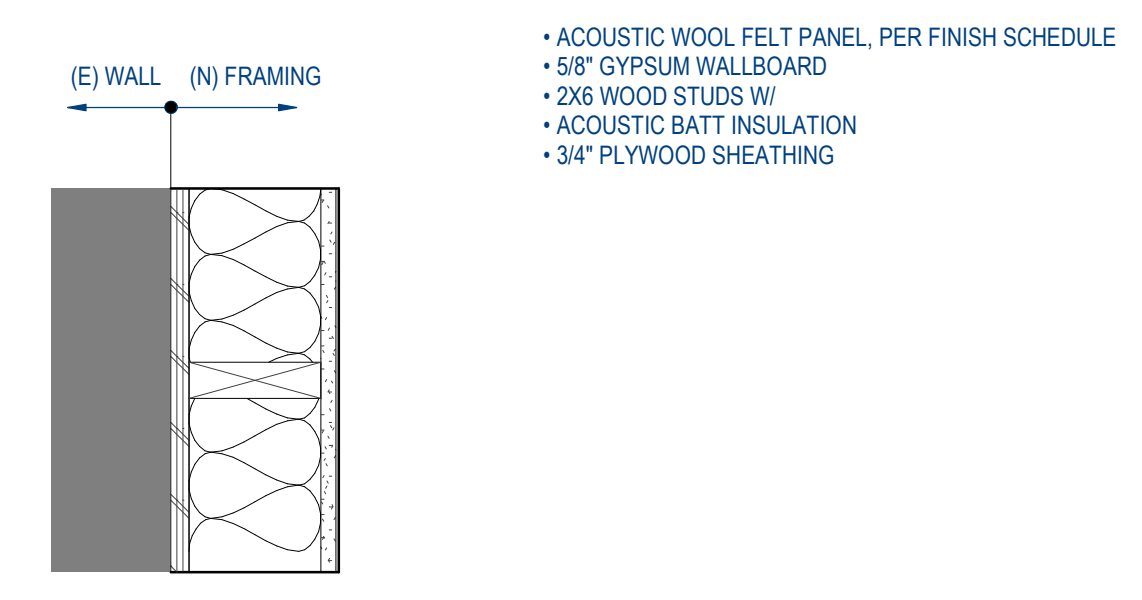 (E) WALL (N) FRAMING
• ACOUSTIC WOOL FELT PANEL, PER FINISH SCHEDULE
• 5/8" GYPSUM WALLBOARD
• 2X6 WOOD STUDS W/
• ACOUSTIC BATT INSULATION
• 3/4" PLYWOOD SHEATHING